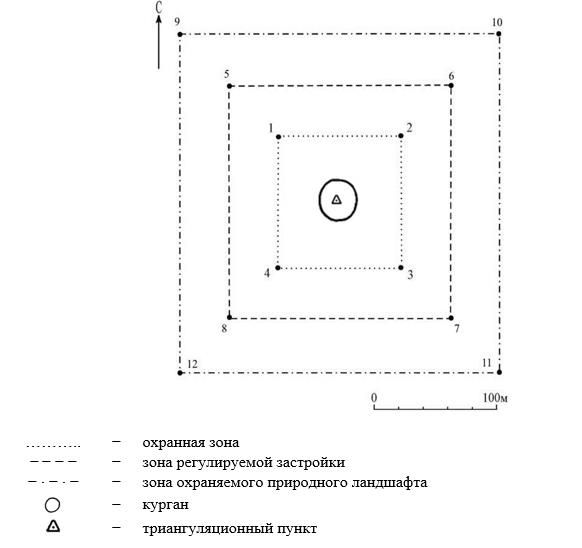 С
9 10
5 6
1 2
4 3
8 7
12 11
0 100м
– охранная зона
– зона регулируемой застройки
– зона охраняемого природного ландшафта
– курган
– триангуляционный пункт